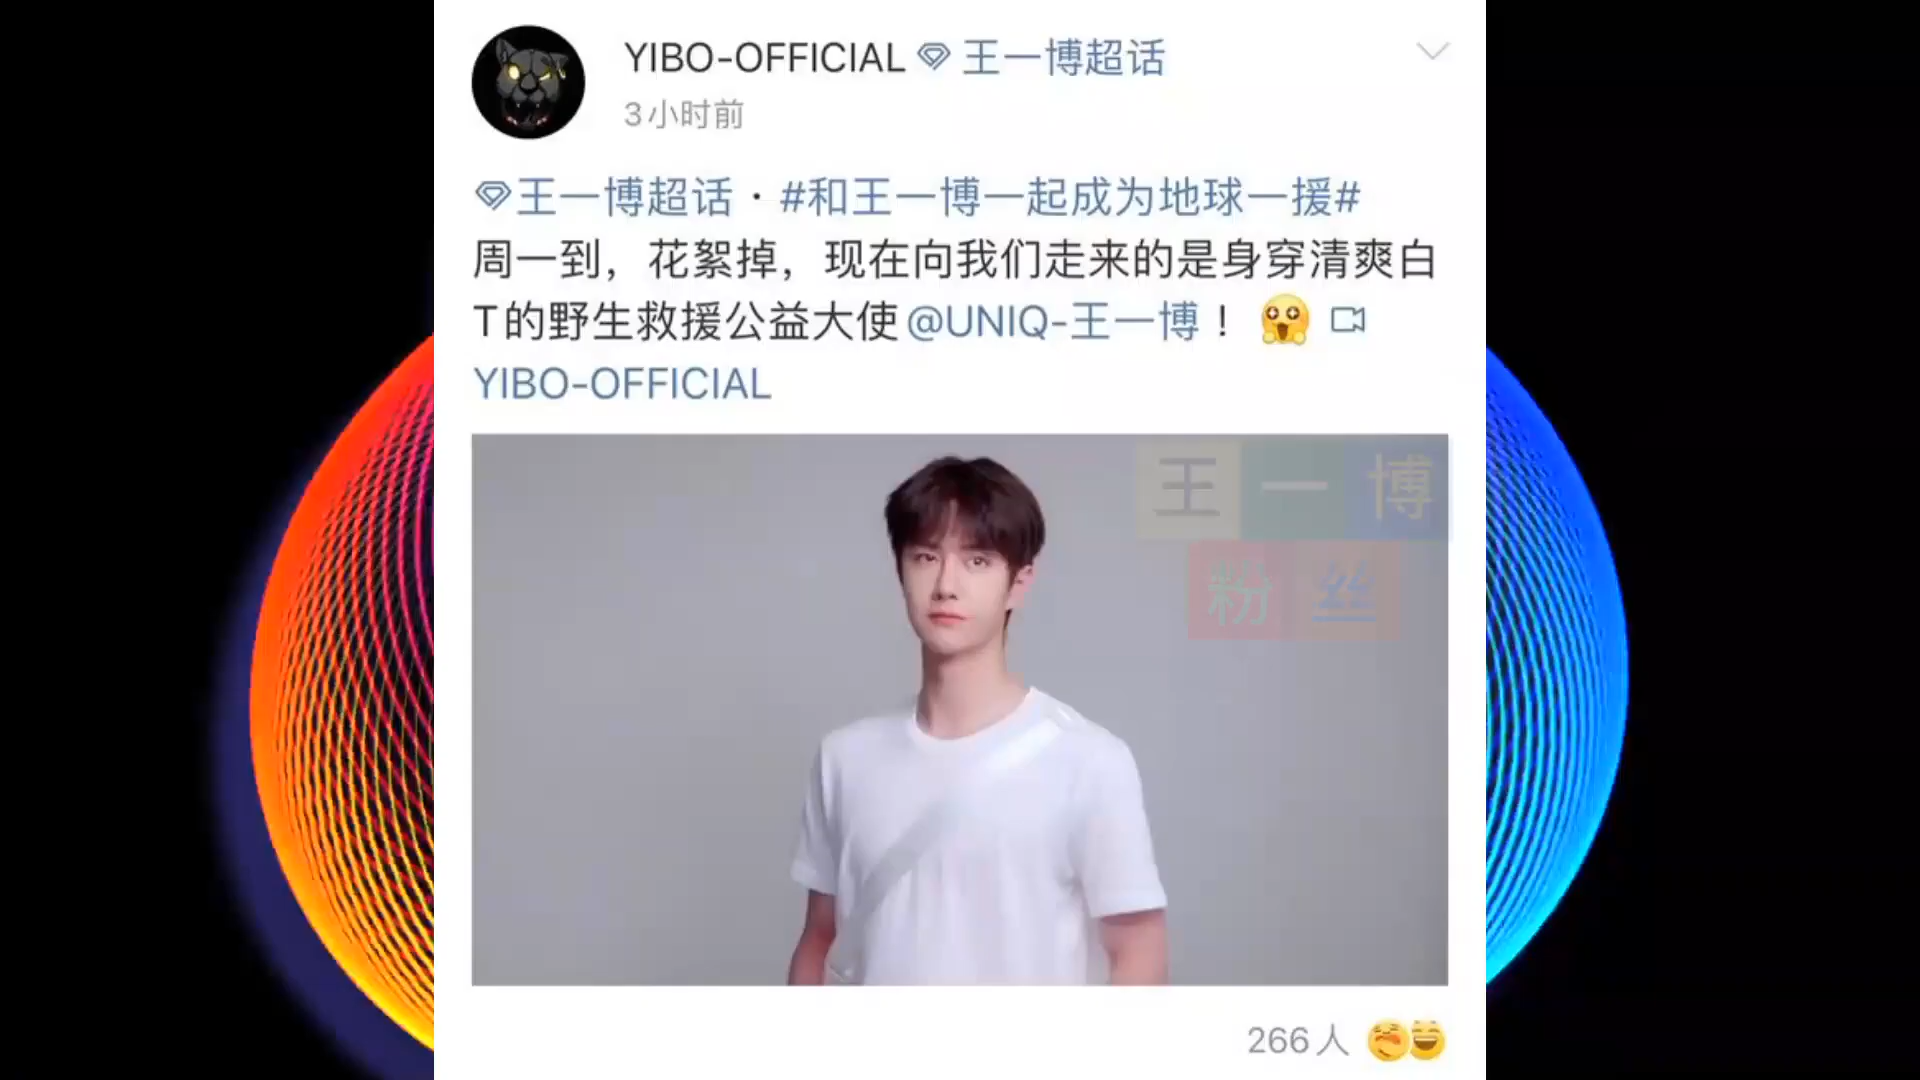 YIBO-OFFICIAL 王一博超话
3小时前
王一博超话·#和王一博一起成为地球一援#
周一到，花絮掉，现在向我们走来的是身穿清爽白
T的野生救援公益大使@UNIQ-王一博！
YIBO-OFFICIAL
王一博
粉丝
266人